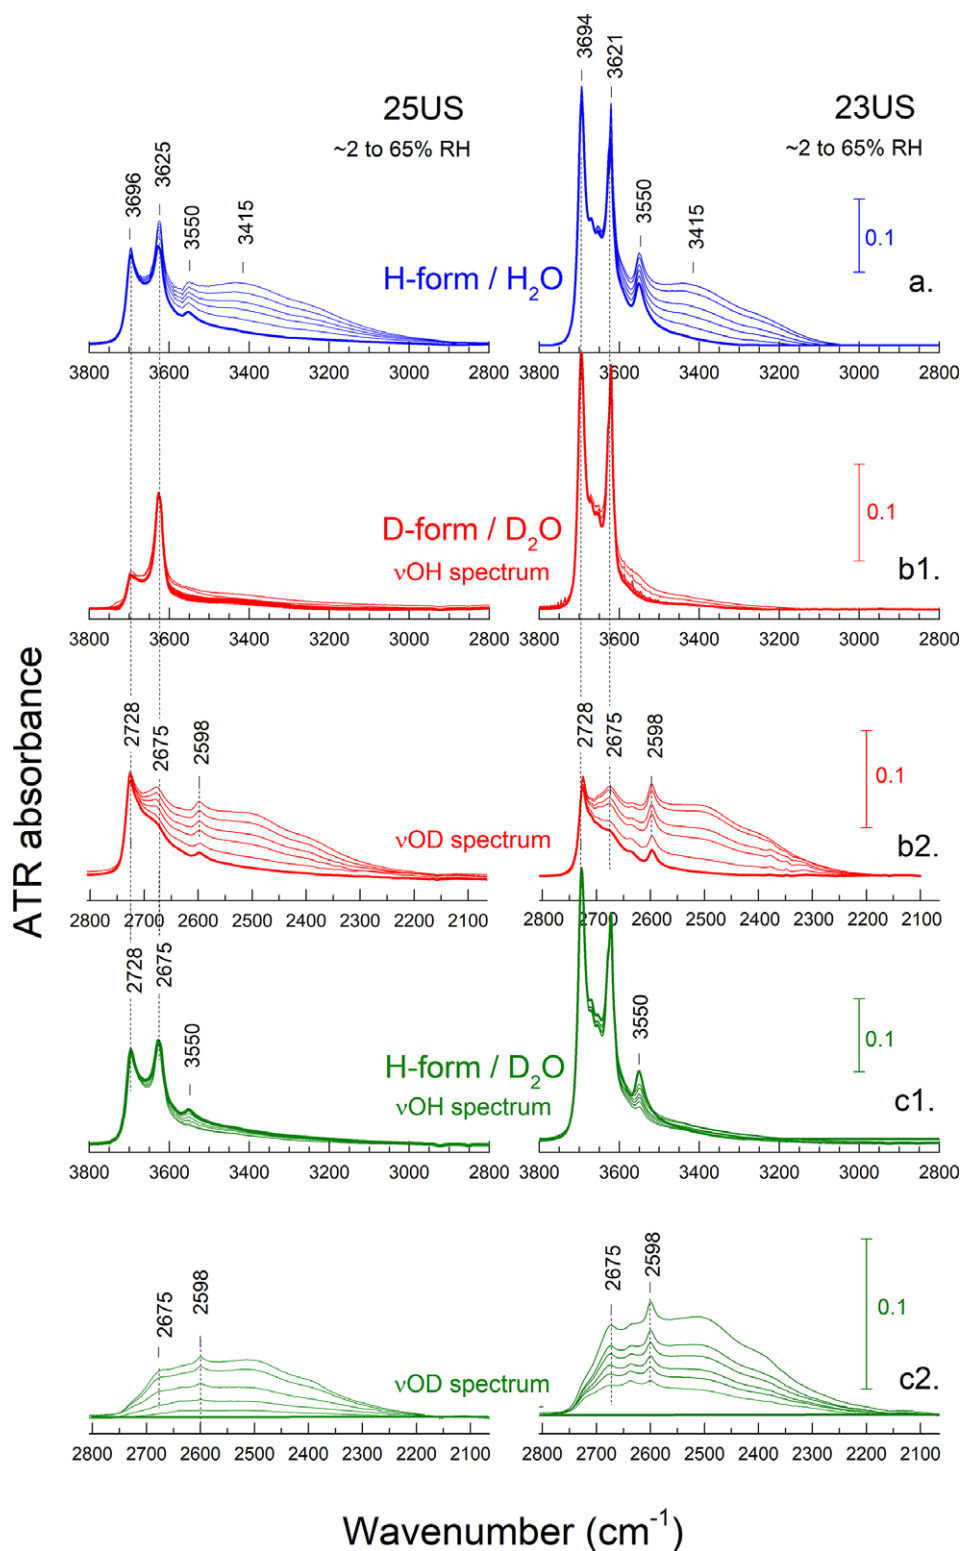 25US
~2 to 65% RH
3696
3625
3550
3415
H-form / H₂O
23US
~2 to 65% RH
3694
3621
3550
3415
0.1
a.
3800 3600 3400 3200 3000 2800
3800 3600 3400 3200 3000 2800
D-form / D₂O
νOH spectrum
0.1
b1.
3800 3600 3400 3200 3000 2800
3800 3600 3400 3200 3000 2800
2728
2675
2598
νOD spectrum
2728
2675
2598
0.1
b2.
2800 2700 2600 2500 2400 2300 2200 2100
2800 2700 2600 2500 2400 2300 2200 2100
2728
2675
3550
H-form / D₂O
νOH spectrum
3550
0.1
c1.
3800 3600 3400 3200 3000 2800
3800 3600 3400 3200 3000 2800
2675
2598
νOD spectrum
2675
2598
0.1
c2.
2800 2700 2600 2500 2400 2300 2200 2100
2800 2700 2600 2500 2400 2300 2200 2100
ATR absorbance
Wavenumber (cm⁻¹)